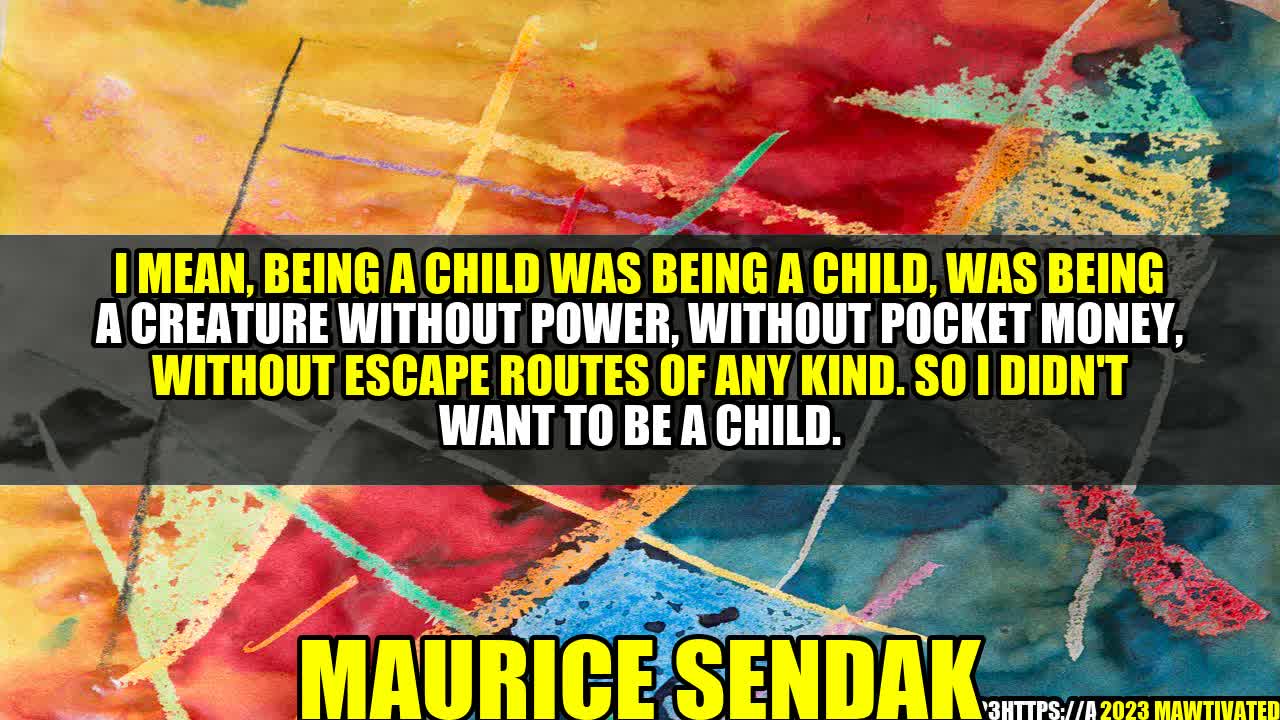 I MEAN, BEING A CHILD WAS BEING A CHILD, WAS BEING
A CREATURE WITHOUT POWER, WITHOUT POCKET MONEY,
WITHOUT ESCAPE ROUTES OF ANY KIND. SO I DIDN'T
WANT TO BE A CHILD.
MAURICE SENDAK
3HTTPS://A 2023 MAWTIVATED